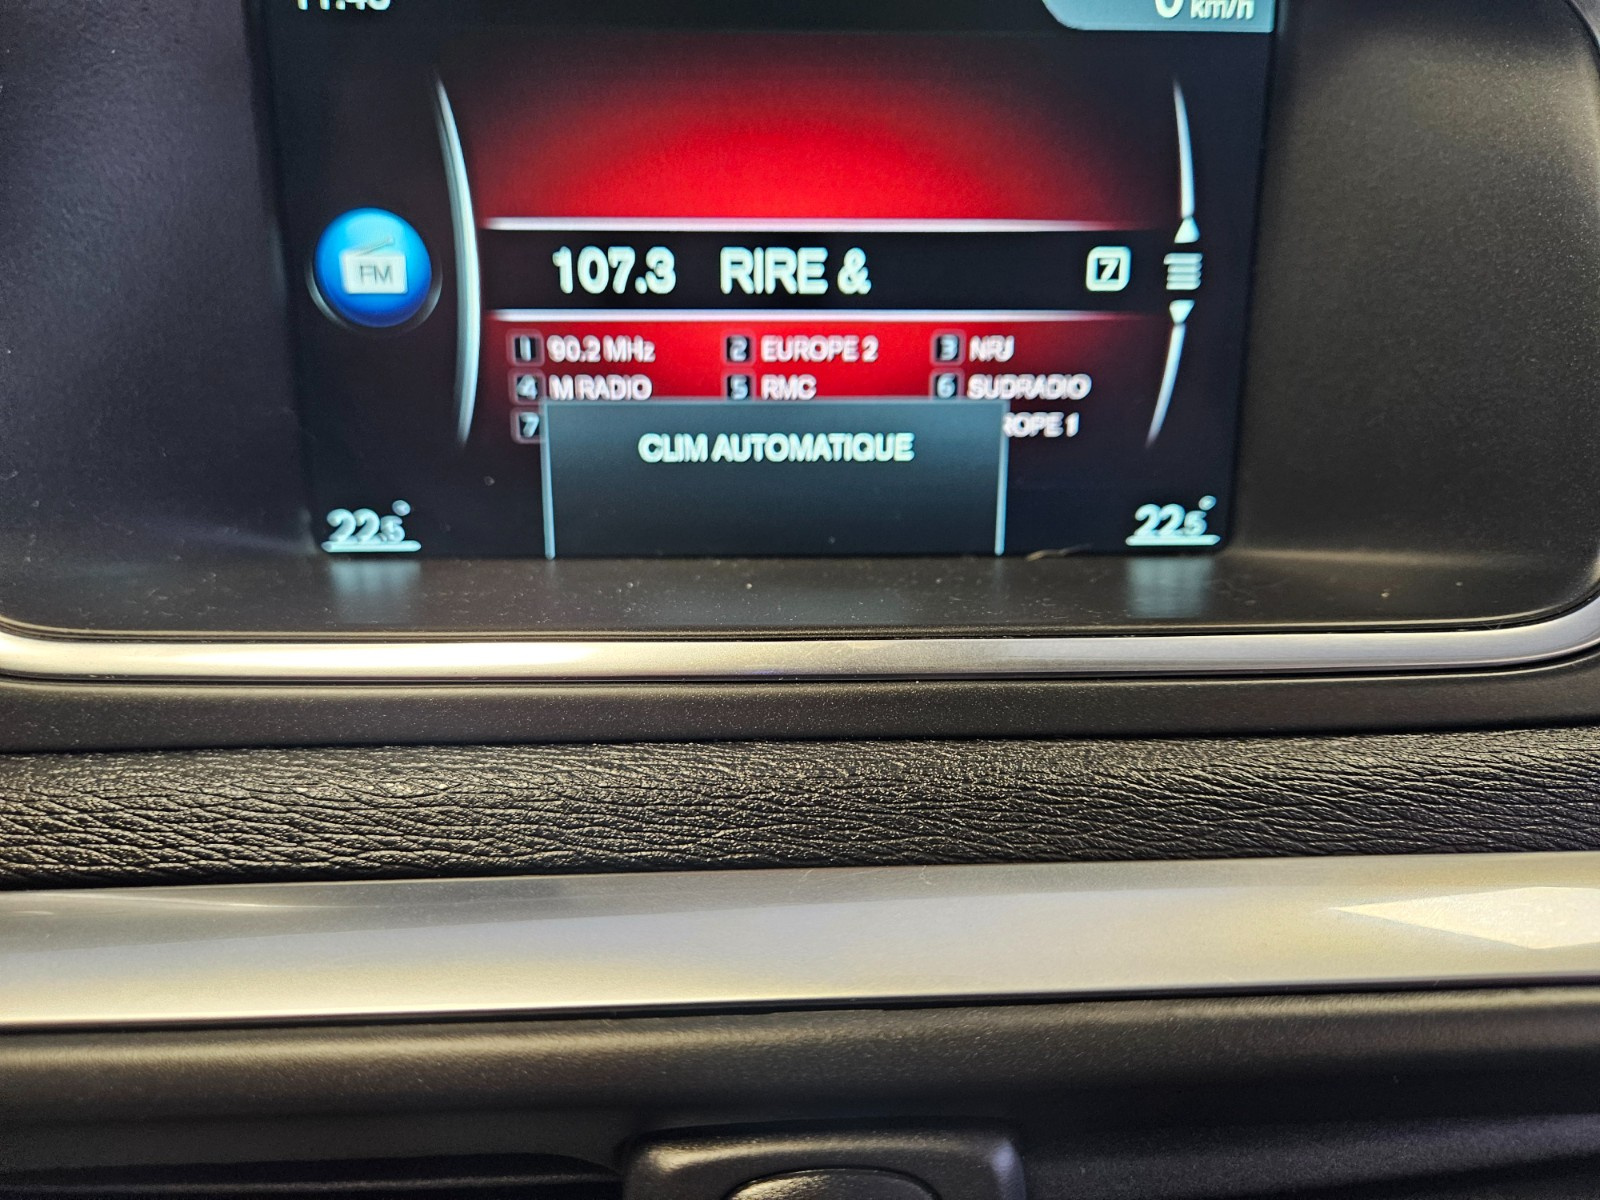 km/h
FM
107.3 RIRE & 7
1 90.2 MHz 2 EUROPE 2 3 NRJ
4 M RADIO 5 RMC 6 SUDRADIO
7 ROPE 1
CLIM AUTOMATIQUE
22.5° 22.5°